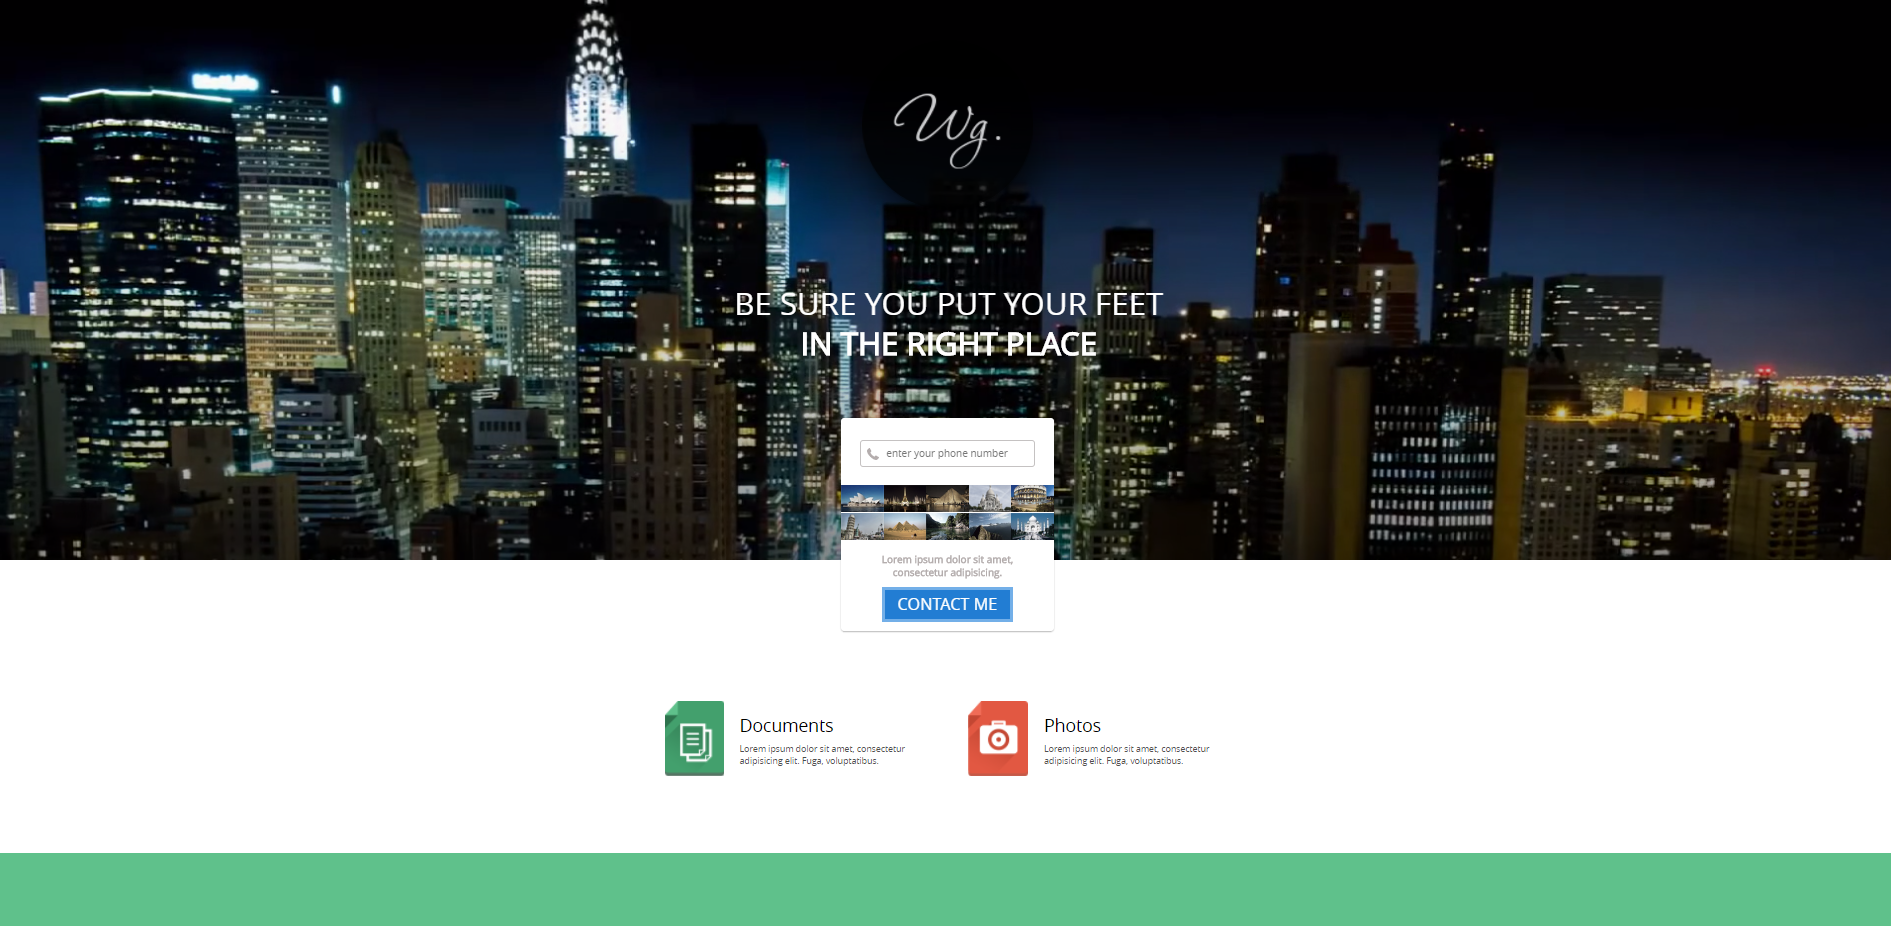 MetLife
Wg.
BE SURE YOU PUT YOUR FEET
IN THE RIGHT PLACE
enter your phone number
Lorem ipsum dolor sit amet,
consectetur adipisicing.
CONTACT ME
Documents
Lorem ipsum dolor sit amet, consectetur
adipisicing elit. Fuga, voluptatibus.
Photos
Lorem ipsum dolor sit amet, consectetur
adipisicing elit. Fuga, voluptatibus.